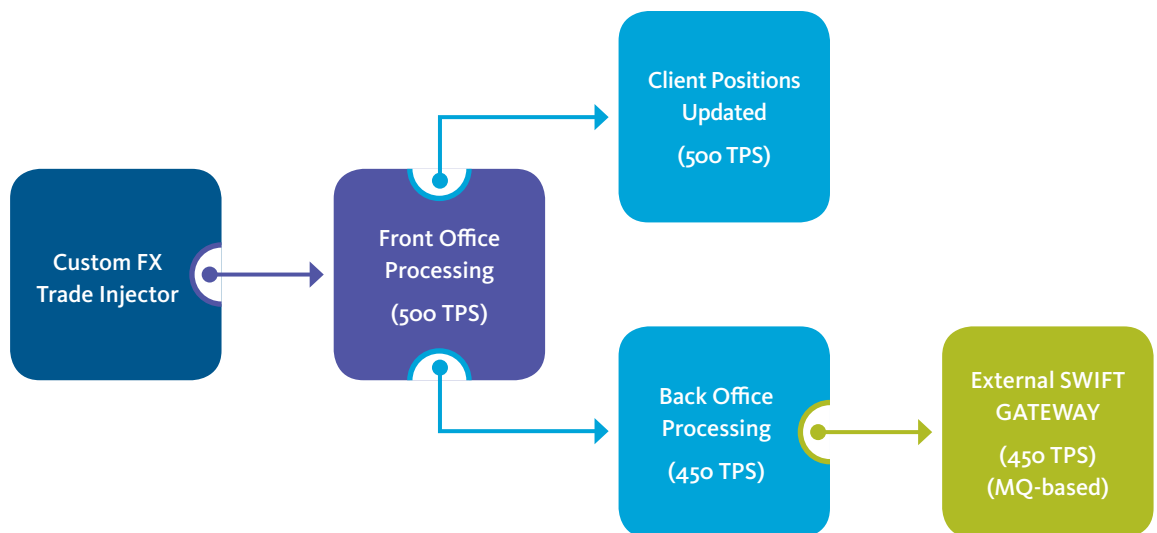 Custom FX
Trade Injector
Front Office
Processing
(500 TPS)
Client Positions
Updated
(500 TPS)
Back Office
Processing
(450 TPS)
External SWIFT
GATEWAY
(450 TPS)
(MQ-based)